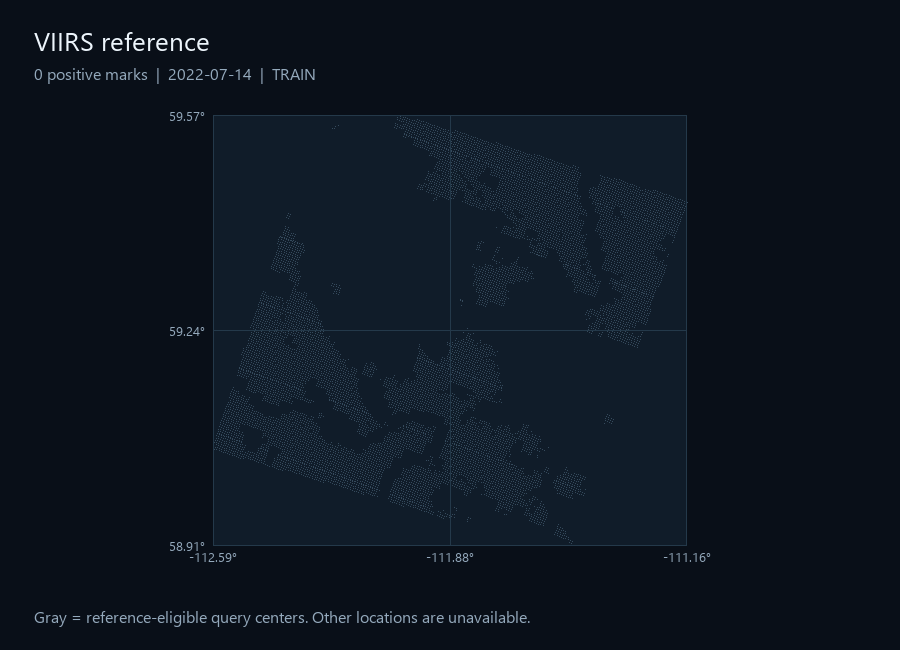 VIIRS reference
0 positive marks | 2022-07-14 | TRAIN
59.57°
59.24°
58.91°
-112.59°
-111.88°
-111.16°
Gray = reference-eligible query centers. Other locations are unavailable.